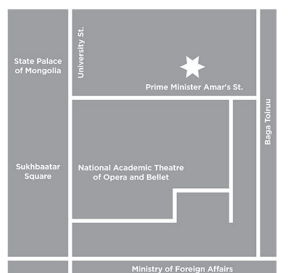 State Palace
of Mongolia
University St.
Prime Minister Amar's St.
Baga Toiruu
Sukhbaatar
Square
National Academic Theatre
of Opera and Bellet
Ministry of Foreign Affairs